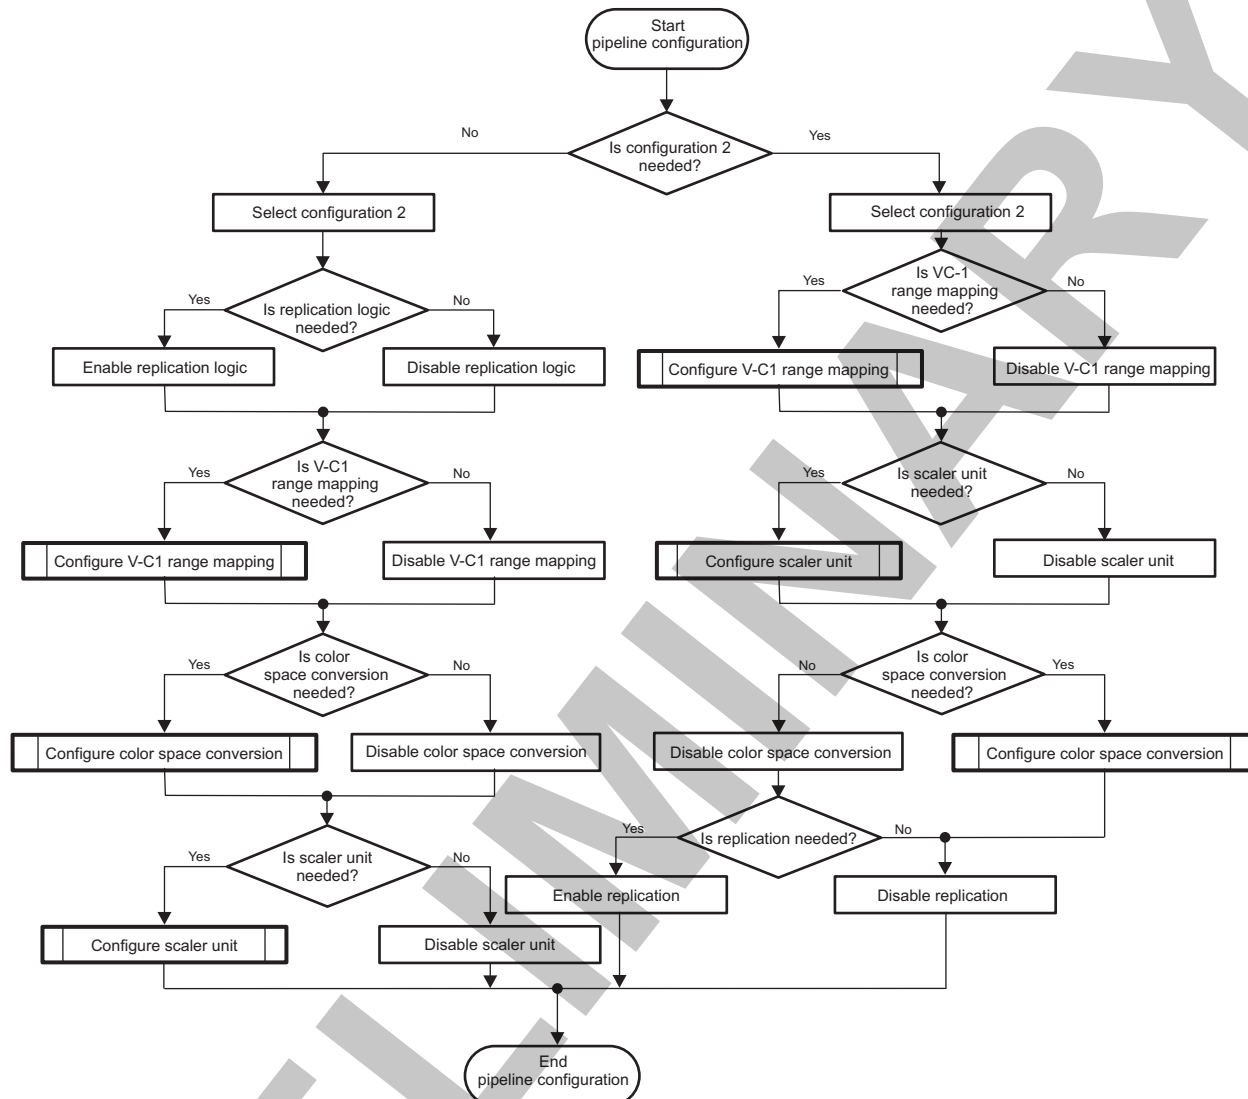 Start
pipeline configuration
No
Yes
Is configuration 2
needed?
Select configuration 2
Select configuration 2
Is VC-1
range mapping
needed?
Yes
No
Is replication logic
needed?
Yes
No
Enable replication logic
Disable replication logic
Configure V-C1 range mapping
Disable V-C1 range mapping
Is V-C1
range mapping
needed?
Yes
No
Is scaler unit
needed?
Yes
No
Configure V-C1 range mapping
Disable V-C1 range mapping
Configure scaler unit
Disable scaler unit
Is color
space conversion
needed?
Yes
No
Is color
space conversion
needed?
No
Yes
Configure color space conversion
Disable color space conversion
Disable color space conversion
Configure color space conversion
Is replication needed?
Yes
No
Is scaler unit
needed?
Yes
No
Enable replication
Disable replication
Configure scaler unit
Disable scaler unit
End
pipeline configuration